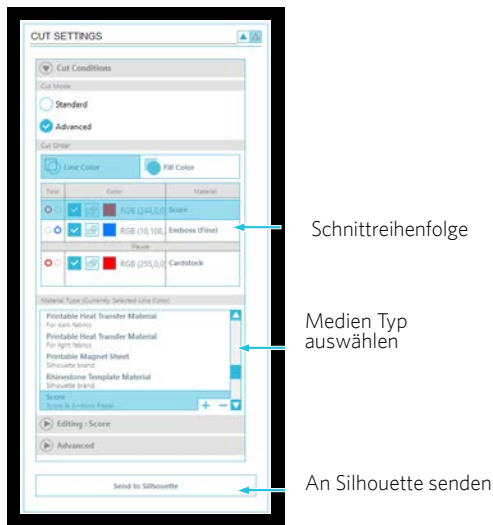 CUT SETTINGS
Cut Conditions
Cut Mode
Standard
Advanced
Cut Order
Line Color
Fill Color
Tool Color Material
RGB (244,0,0 Score
RGB (10,100, Emboss (Fine)
Pause
RGB (255,0,0 Cardstock
Material Type (Currently Selected Line Color)
Printable Heat Transfer Material
For dark fabrics
Printable Heat Transfer Material
For light fabrics
Printable Magnet Sheet
Silhouette brand
Rhinestone Template Material
Silhouette brand
Score
Score & Emboss Paper
+ −
Editing : Score
Advanced
Send to Silhouette
Schnittreihenfolge
Medien Typ
auswählen
An Silhouette senden